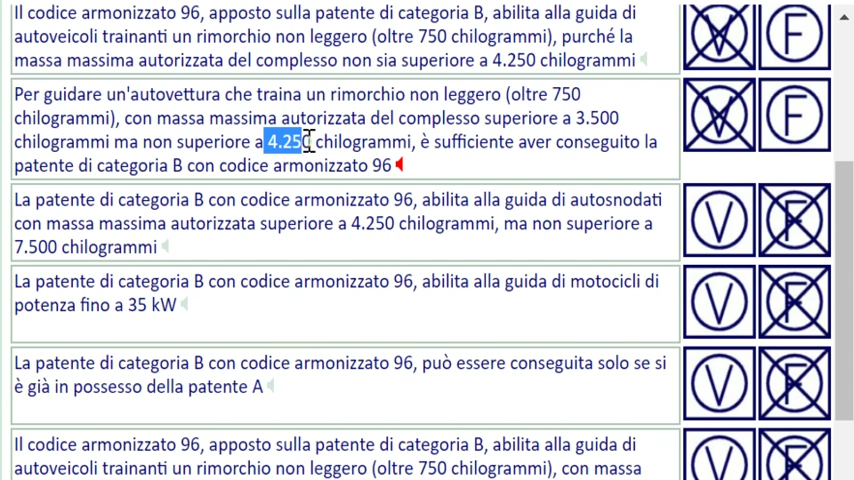 Il codice armonizzato 96, apposto sulla patente di categoria B, abilita alla guida di
autoveicoli trainanti un rimorchio non leggero (oltre 750 chilogrammi), purché la
massa massima autorizzata del complesso non sia superiore a 4.250 chilogrammi
V F
Per guidare un'autovettura che traina un rimorchio non leggero (oltre 750
chilogrammi), con massa massima autorizzata del complesso superiore a 3.500
chilogrammi ma non superiore a 4.250 chilogrammi, è sufficiente aver conseguito la
patente di categoria B con codice armonizzato 96
V F
La patente di categoria B con codice armonizzato 96, abilita alla guida di autosnodati
con massa massima autorizzata superiore a 4.250 chilogrammi, ma non superiore a
7.500 chilogrammi
V F
La patente di categoria B con codice armonizzato 96, abilita alla guida di motocicli di
potenza fino a 35 kW
V F
La patente di categoria B con codice armonizzato 96, può essere conseguita solo se si
è già in possesso della patente A
V F
Il codice armonizzato 96, apposto sulla patente di categoria B, abilita alla guida di
autoveicoli trainanti un rimorchio non leggero (oltre 750 chilogrammi), con massa
V F